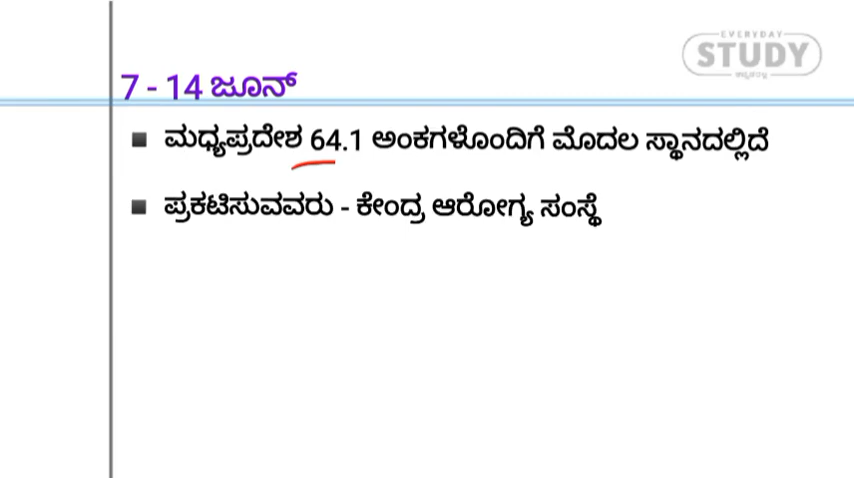 EVERYDAY
STUDY
7 - 14 ಜೂನ್
ಮಧ್ಯಪ್ರದೇಶ 64.1 ಅಂಕಗಳೊಂದಿಗೆ ಮೊದಲ ಸ್ಥಾನದಲ್ಲಿದೆ
ಪ್ರಕಟಿಸುವವರು - ಕೇಂದ್ರ ಆರೋಗ್ಯ ಸಂಸ್ಥೆ